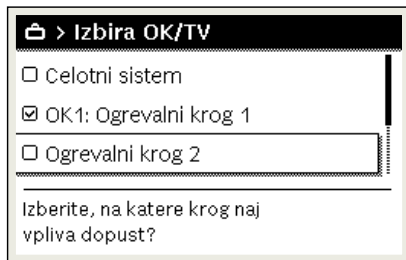 > Izbira OK/TV
Celotni sistem
OK1: Ogrevalni krog 1
Ogrevalni krog 2
Izberite, na katere krog naj
vpliva dopust?